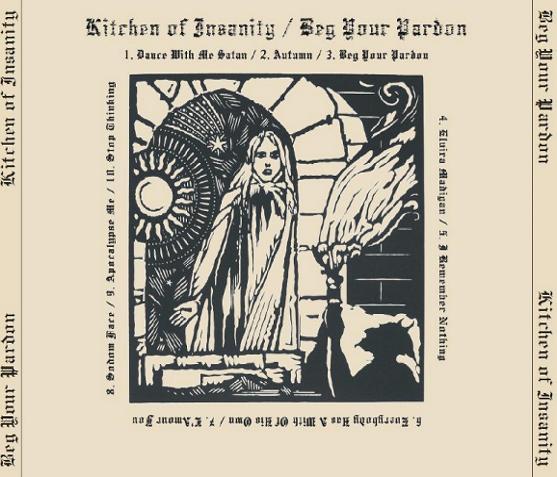 Kitchen of Insanity / Beg Your Pardon
1. Dance With Me Satan / 2. Autumn / 3. Beg Your Pardon
4. Elvira Madigan / 5. I Remember Nothing
6. Everybody Has A With Of His Own / 7. L'Amour Fou
8. Sodom Face / 9. Apocalypse Me / 10. Stop Thinking
Kitchen of Insanity
Beg Your Pardon
Beg Your Pardon
Kitchen of Insanity